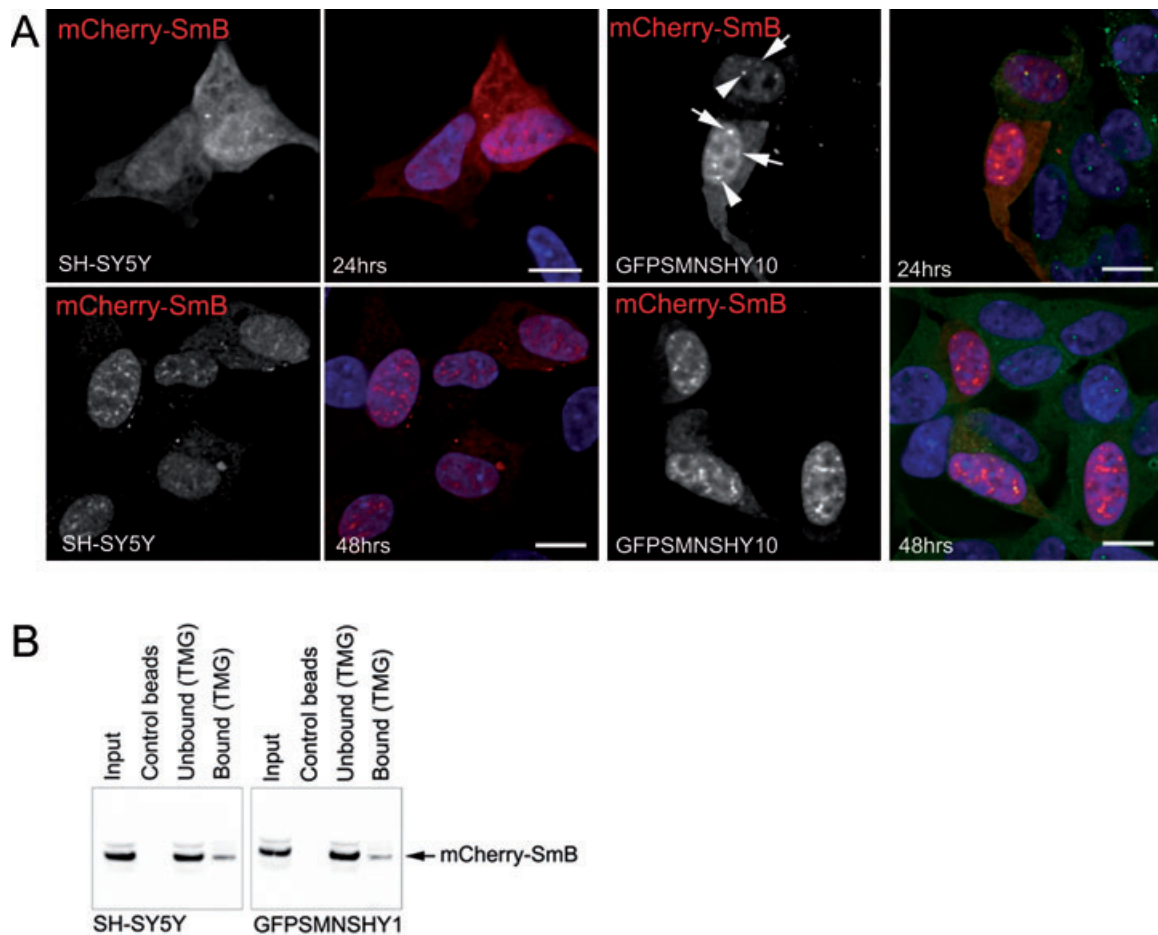 A
mCherry-SmB
mCherry-SmB
SH-SY5Y
24hrs
GFPSMNSHY10
24hrs
mCherry-SmB
mCherry-SmB
SH-SY5Y
48hrs
GFPSMNSHY10
48hrs
B
Input
Control beads
Unbound (TMG)
Bound (TMG)
Input
Control beads
Unbound (TMG)
Bound (TMG)
mCherry-SmB
SH-SY5Y
GFPSMNSHY1